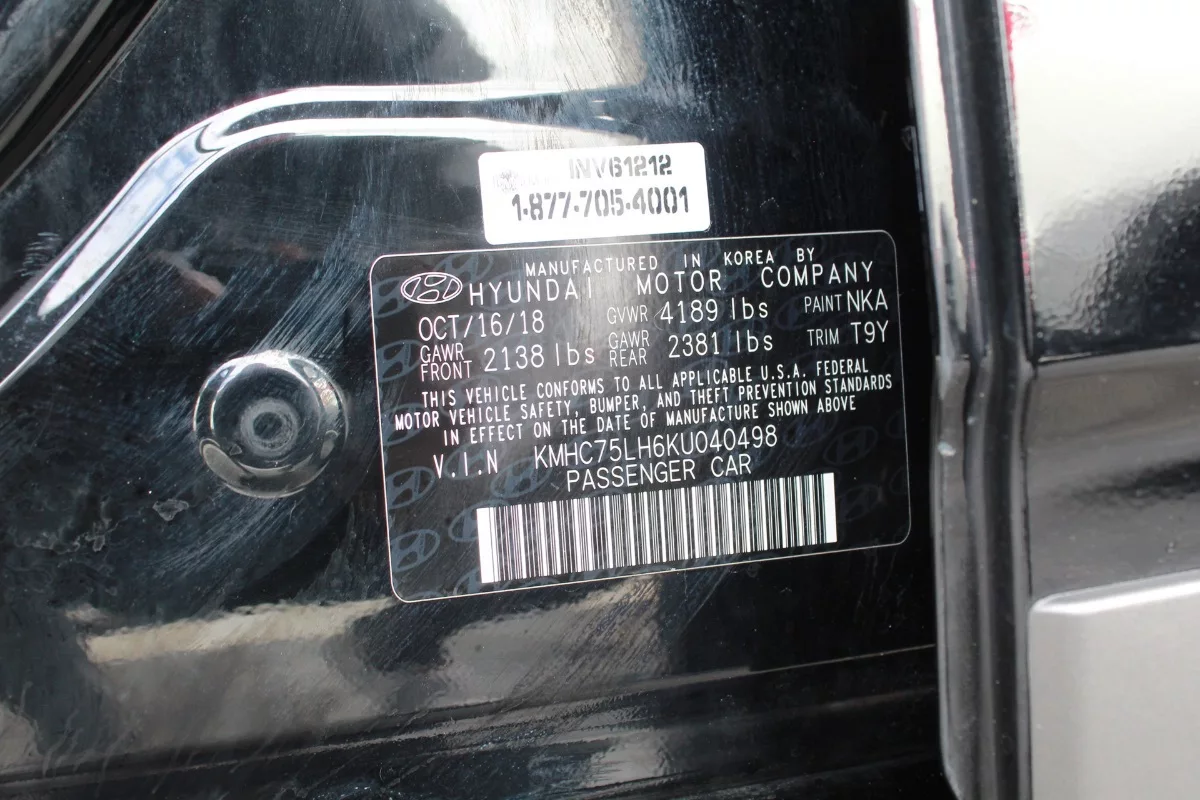 INV61212
1-877-705-4001
MANUFACTURED IN KOREA BY
HYUNDAI MOTOR COMPANY
OCT/16/18 GVWR 4189 lbs PAINT NKA
GAWR FRONT 2138 lbs GAWR REAR 2381 lbs TRIM T9Y
THIS VEHICLE CONFORMS TO ALL APPLICABLE U.S.A. FEDERAL
MOTOR VEHICLE SAFETY, BUMPER, AND THEFT PREVENTION STANDARDS
IN EFFECT ON THE DATE OF MANUFACTURE SHOWN ABOVE
V.I.N KMHC75LH6KU040498
PASSENGER CAR